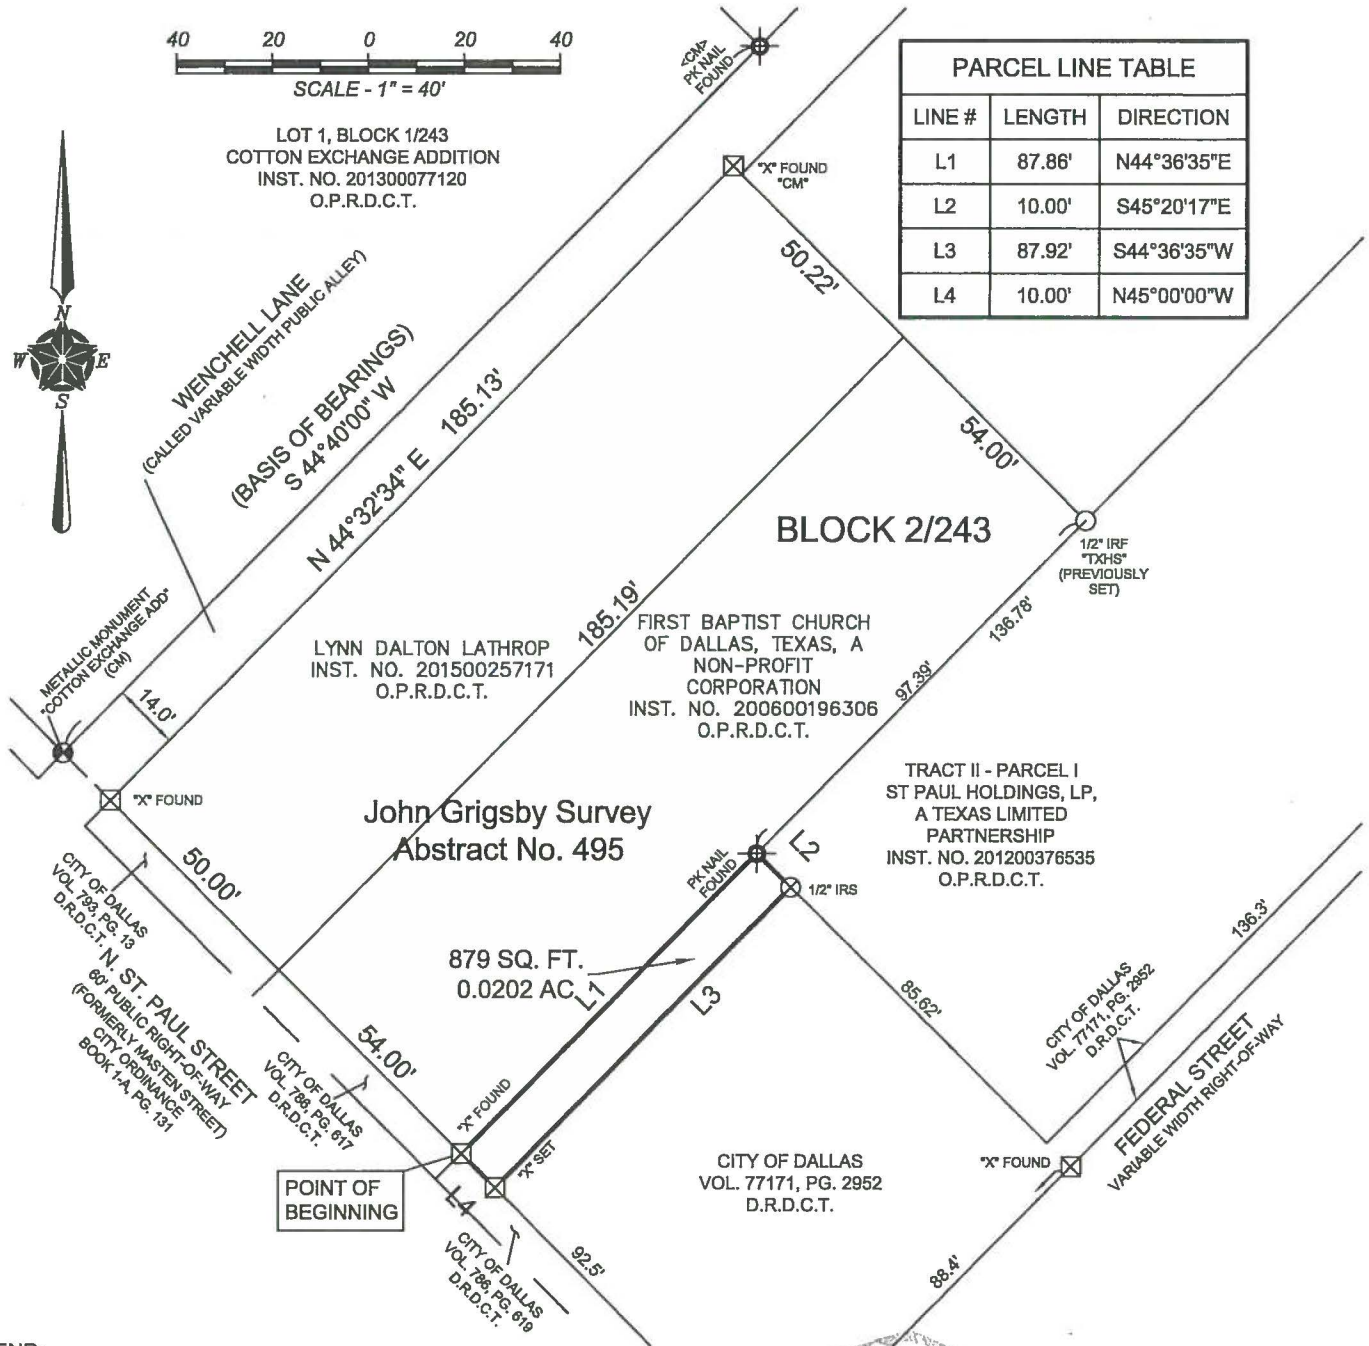 40 20 0 20 40
SCALE - 1" = 40'
LOT 1, BLOCK 1/243
COTTON EXCHANGE ADDITION
INST. NO. 201300077120
O.P.R.D.C.T.
<CM>
PK NAIL
FOUND
PARCEL LINE TABLE
LINE # LENGTH DIRECTION
L1 87.86' N44°36'35"E
L2 10.00' S45°20'17"E
L3 87.92' S44°36'35"W
L4 10.00' N45°00'00"W
"X" FOUND
"CM"
N
W E
S
WENCHELL LANE
(CALLED VARIABLE WIDTH PUBLIC ALLEY)
(BASIS OF BEARINGS)
S 44°40'00" W
N 44°32'34" E 185.13'
50.22'
54.00'
BLOCK 2/243
1/2" IRF
"TXHS"
(PREVIOUSLY
SET)
METALLIC MONUMENT
"COTTON EXCHANGE ADD"
(CM)
14.0'
LYNN DALTON LATHROP
INST. NO. 201500257171
O.P.R.D.C.T.
185.19'
FIRST BAPTIST CHURCH
OF DALLAS, TEXAS, A
NON-PROFIT
CORPORATION
INST. NO. 200600196306
O.P.R.D.C.T.
136.78'
97.39'
TRACT II - PARCEL I
ST PAUL HOLDINGS, LP,
A TEXAS LIMITED
PARTNERSHIP
INST. NO. 201200376535
O.P.R.D.C.T.
"X" FOUND
John Grigsby Survey
Abstract No. 495
50.00'
CITY OF DALLAS
VOL. 793, PG. 13
D.R.D.C.T.
N. ST. PAUL STREET
60' PUBLIC RIGHT-OF-WAY
(FORMERLY MASTEN STREET)
CITY ORDINANCE
BOOK 1-A, PG. 131
PK NAIL
FOUND
L2
1/2" IRS
879 SQ. FT.
0.0202 AC.
L1
L3
85.62'
136.3'
CITY OF DALLAS
VOL. 77171, PG. 2952
D.R.D.C.T.
FEDERAL STREET
VARIABLE WIDTH RIGHT-OF-WAY
54.00'
CITY OF DALLAS
VOL. 786, PG. 617
D.R.D.C.T.
"X" FOUND
"X" SET
POINT OF
BEGINNING
L4
CITY OF DALLAS
VOL. 786, PG. 619
D.R.D.C.T.
92.5'
CITY OF DALLAS
VOL. 77171, PG. 2952
D.R.D.C.T.
"X" FOUND
88.4'